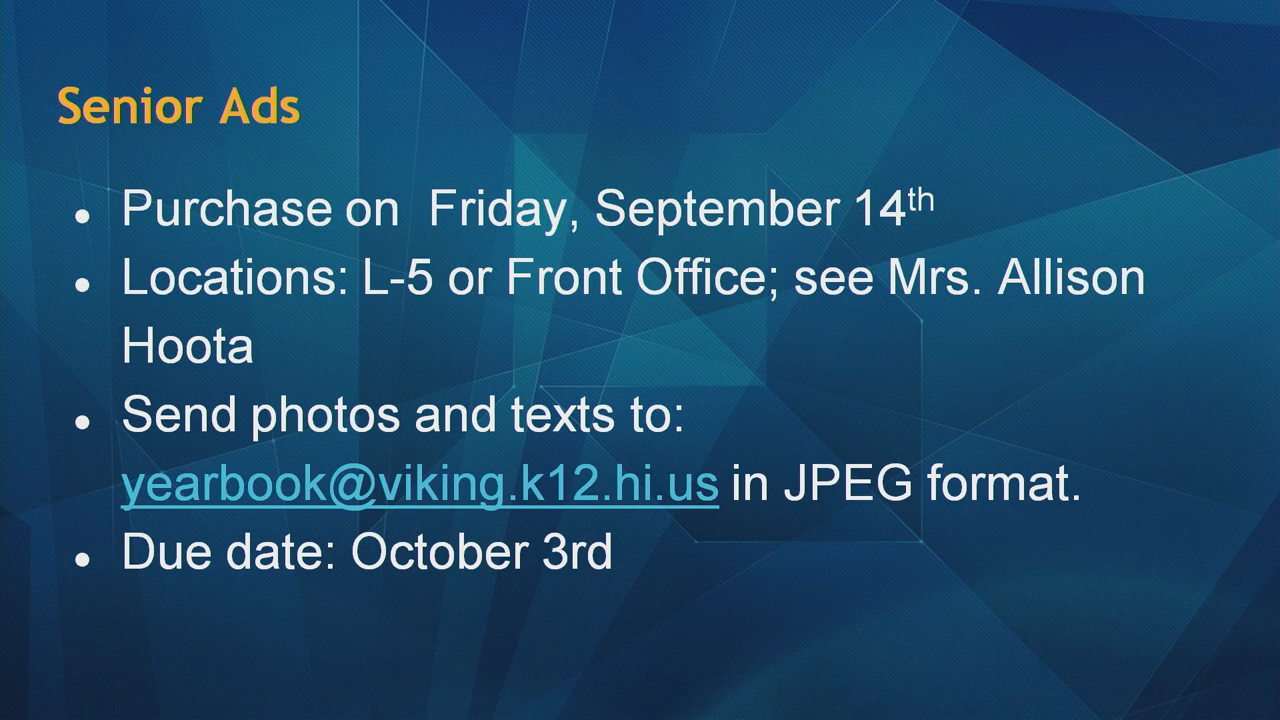 Senior Ads
• Purchase on  Friday, September 14th
• Locations: L-5 or Front Office; see Mrs. Allison
Hoota
• Send photos and texts to:
yearbook@viking.k12.hi.us in JPEG format.
• Due date: October 3rd